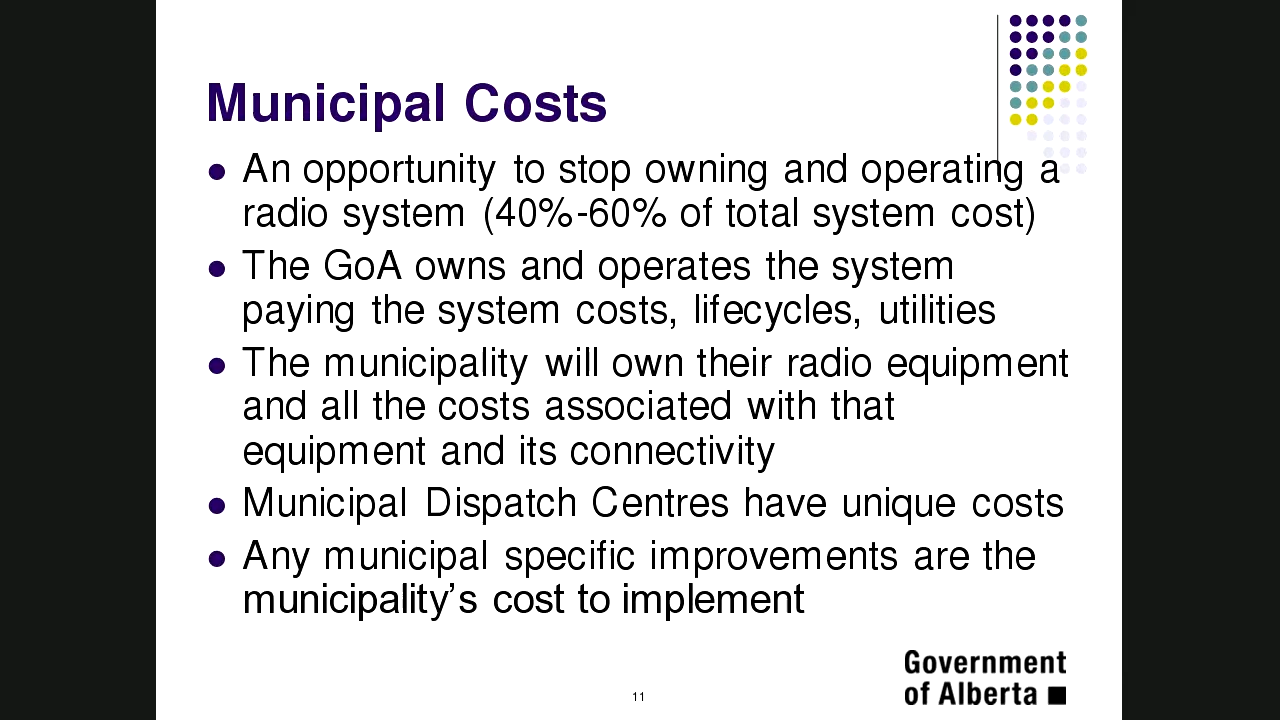 Municipal Costs
● An opportunity to stop owning and operating a
radio system (40%-60% of total system cost)
● The GoA owns and operates the system
paying the system costs, lifecycles, utilities
● The municipality will own their radio equipment
and all the costs associated with that
equipment and its connectivity
● Municipal Dispatch Centres have unique costs
● Any municipal specific improvements are the
municipality’s cost to implement
Government
of Alberta
11